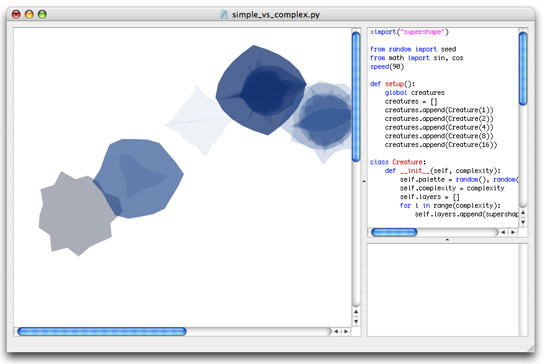 simple_vs_complex.py
ximport("supershape")
from random import seed
from math import sin, cos
speed(90)
def setup():
global creatures
creatures = []
creatures.append(Creature(1))
creatures.append(Creature(2))
creatures.append(Creature(4))
creatures.append(Creature(8))
creatures.append(Creature(16))
class Creature:
def __init__(self, complexity):
self.palette = random(), random(
self.complexity = complexity
self.layers = []
for i in range(complexity):
self.layers.append(supershap